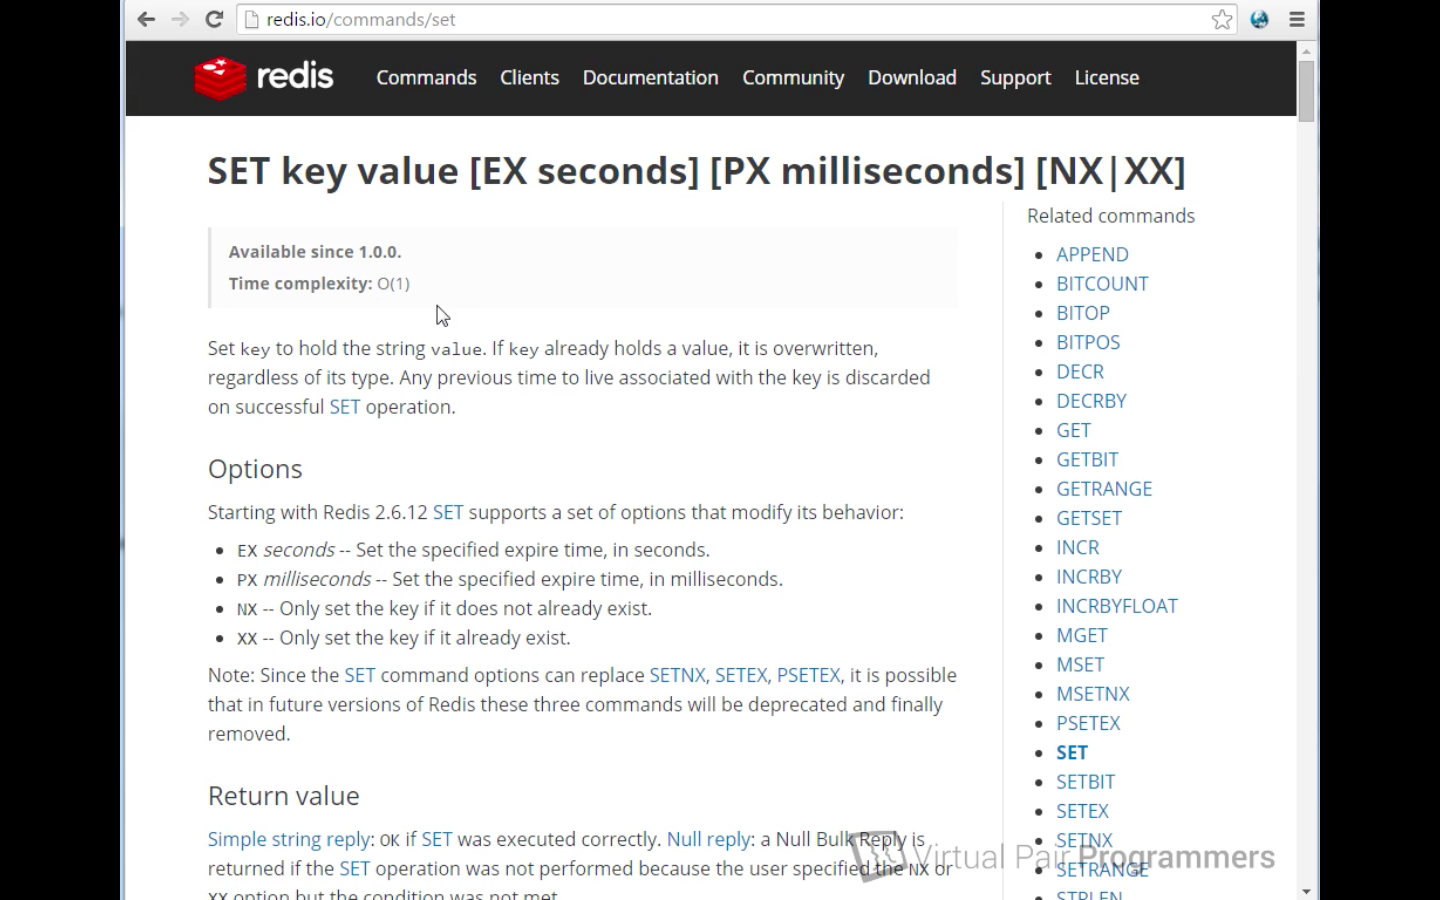 redis.io/commands/set
redis
Commands Clients Documentation Community Download Support License
SET key value [EX seconds] [PX milliseconds] [NX|XX]
Available since 1.0.0.
Time complexity: O(1)
Set key to hold the string value. If key already holds a value, it is overwritten,
regardless of its type. Any previous time to live associated with the key is discarded
on successful SET operation.
Options
Starting with Redis 2.6.12 SET supports a set of options that modify its behavior:
EX seconds -- Set the specified expire time, in seconds.
PX milliseconds -- Set the specified expire time, in milliseconds.
NX -- Only set the key if it does not already exist.
XX -- Only set the key if it already exist.
Note: Since the SET command options can replace SETNX, SETEX, PSETEX, it is possible
that in future versions of Redis these three commands will be deprecated and finally
removed.
Return value
Simple string reply: OK if SET was executed correctly. Null reply: a Null Bulk Reply is
returned if the SET operation was not performed because the user specified the NX or
XX option but the condition was not met.
Related commands
APPEND
BITCOUNT
BITOP
BITPOS
DECR
DECRBY
GET
GETBIT
GETRANGE
GETSET
INCR
INCRBY
INCRBYFLOAT
MGET
MSET
MSETNX
PSETEX
SET
SETBIT
SETEX
SETNX
SETRANGE
STRLEN
Virtual Pair Programmers